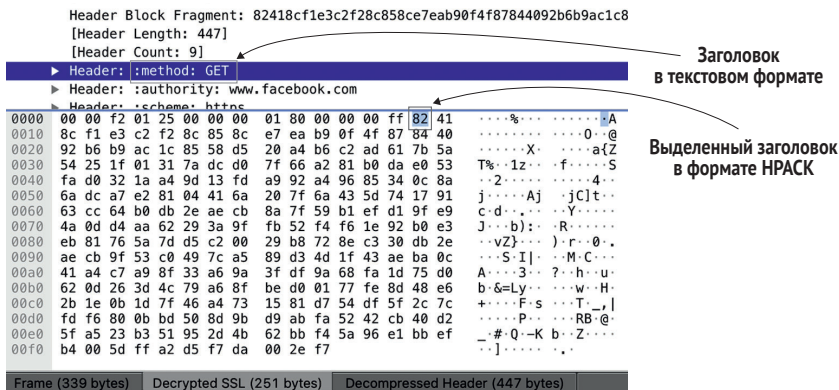 Header Block Fragment: 82418cf1e3c2f28c858ce7eab90f4f87844092b6b9ac1c8
[Header Length: 447]
[Header Count: 9]
Header: :method: GET
Заголовок
в текстовом формате
Header: :authority: www.facebook.com
Header: :scheme: https
0000 00 00 f2 01 25 00 00 00 01 80 00 00 00 ff 82 41 ····%··· ·······A
0010 8c f1 e3 c2 f2 8c 85 8c e7 ea b9 0f 4f 87 84 40 ········ ····O··@
0020 92 b6 b9 ac 1c 85 58 d5 20 a4 b6 c2 ad 61 7b 5a ······X· ····a{Z
Выделенный заголовок
в формате HPACK
0030 54 25 1f 01 31 7a dc d0 7f 66 a2 81 b0 da e0 53 T%··1z·· ·f·····S
0040 fa d0 32 1a a4 9d 13 fd a9 92 a4 96 85 34 0c 8a ··2····· ·····4··
0050 6a dc a7 e2 81 04 41 6a 20 7f 6a 43 5d 74 17 91 j·····Aj ·jC]t··
0060 63 cc 64 b0 db 2e ae cb 8a 7f 59 b1 ef d1 9f e9 c·d··.·· ··Y·····
0070 4a 0d d4 aa 62 29 3a 9f fb 52 f4 f6 1e 92 b0 e3 J···b):· ·R······
0080 eb 81 76 5a 7d d5 c2 00 29 b8 72 8e c3 30 db 2e ··vZ}··· )·r··0·.
0090 ae cb 9f 53 c0 49 7c a5 89 d3 4d 1f 43 ae ba 0c ···S·I|· ··M·C···
00a0 41 a4 c7 a9 8f 33 a6 9a 3f df 9a 68 fa 1d 75 d0 A····3·· ?··h··u·
00b0 62 0d 26 3d 4c 79 a6 8f be d0 01 77 fe 8d 48 e6 b·&=Ly·· ···w··H·
00c0 2b 1e 0b 1d 7f 46 a4 73 15 81 d7 54 df 5f 2c 7c +····F·s ···T·_,|
00d0 fd f6 80 0b bd 50 8d 9b d9 ab fa 52 42 cb 40 d2 ·····P·· ···RB·@·
00e0 5f a5 23 b3 51 95 2d 4b 62 bb f4 5a 96 e1 bb ef _·#·Q·-K b··Z····
00f0 b4 00 5d ff a2 d5 f7 da 00 2e f7 ··]····· ·.·
Frame (339 bytes) Decrypted SSL (251 bytes) Decompressed Header (447 bytes)